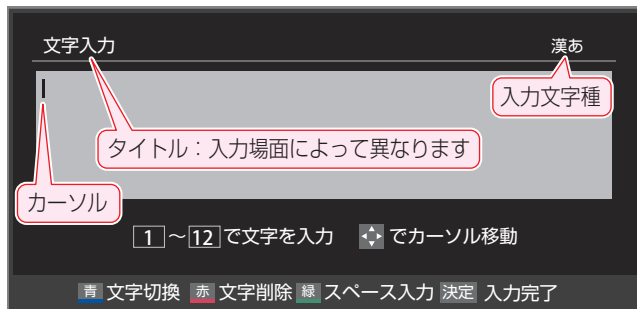 文字入力 漢あ
入力文字種
タイトル：入力場面によって異なります
カーソル
1～12で文字を入力 でカーソル移動
青 文字切換 赤 文字削除 緑 スペース入力 決定 入力完了